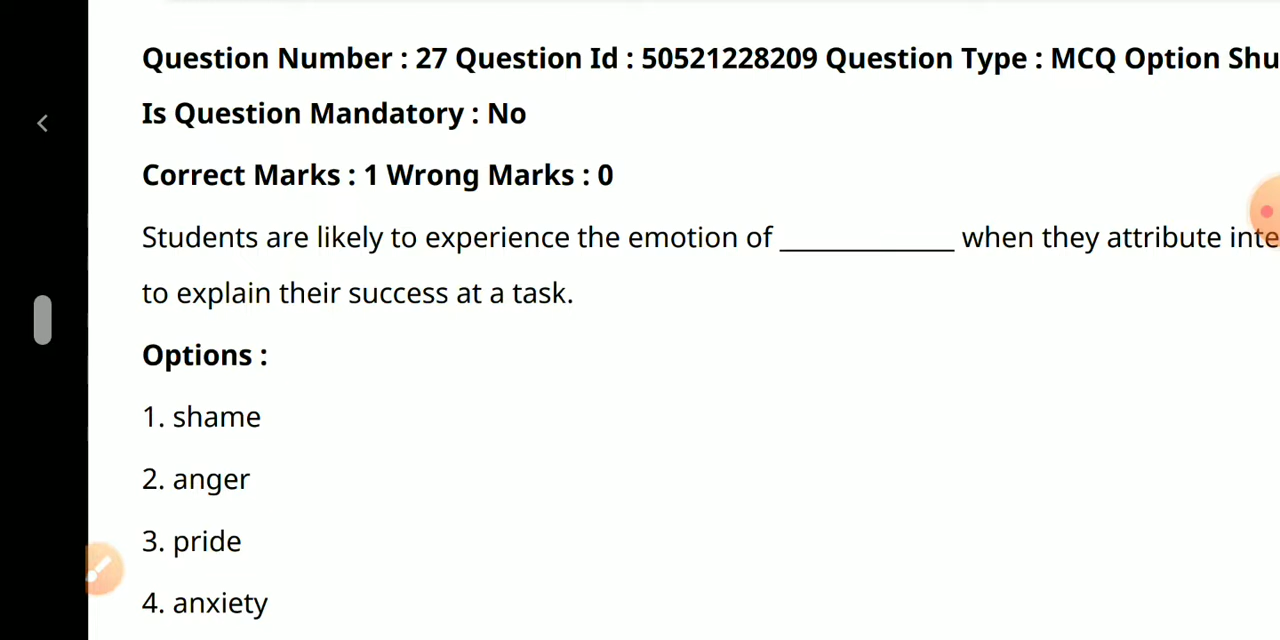 Question Number : 27 Question Id : 50521228209 Question Type : MCQ Option Shu
Is Question Mandatory : No
Correct Marks : 1 Wrong Marks : 0
Students are likely to experience the emotion of ____________ when they attribute inte
to explain their success at a task.
Options :
1. shame
2. anger
3. pride
4. anxiety